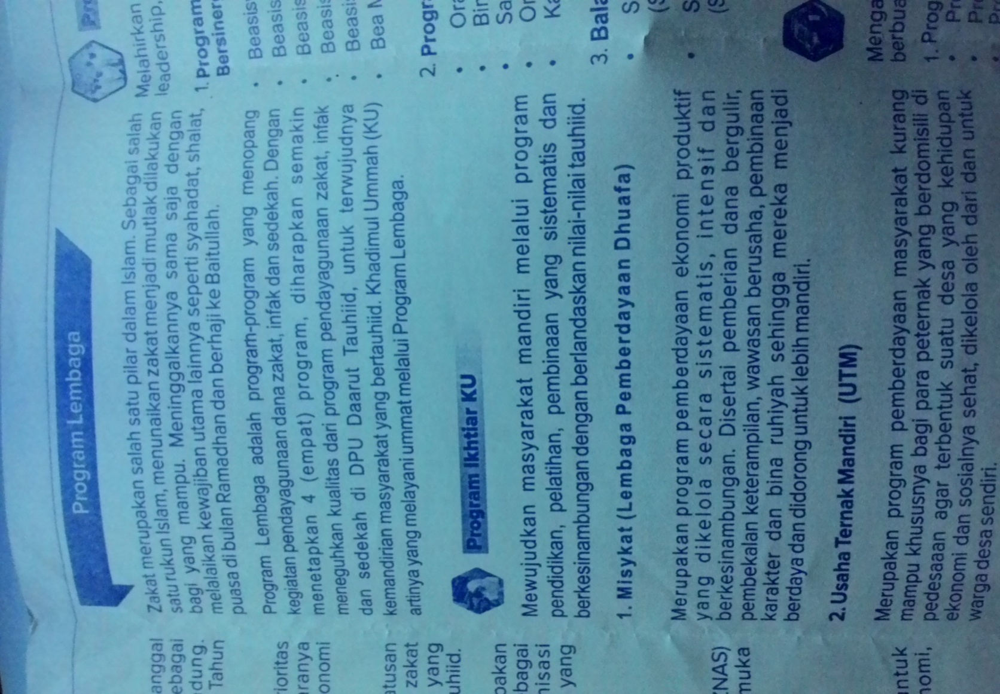 anggal
ebagai
dung.
Tahun
ioritas
ranya
onomi
atusan
zakat
yang
uhiid.
pakan
bagai
nisasi
yang
ZNAS)
muka
untuk
nomi,
Program Lembaga
Zakat merupakan salah satu pilar dalam Islam. Sebagai salah
satu rukun Islam, menunaikan zakat menjadi mutlak dilakukan
bagi yang mampu. Meninggalkannya sama saja dengan
melalaikan kewajiban utama lainnya seperti syahadat, shalat,
puasa di bulan Ramadhan dan berhaji ke Baitullah.
Program Lembaga adalah program-program yang menopang
kegiatan pendayagunaan dana zakat, infak dan sedekah. Dengan
menetapkan 4 (empat) program, diharapkan semakin
meneguhkan kualitas dari program pendayagunaan zakat, infak
dan sedekah di DPU Daarut Tauhiid, untuk terwujudnya
kemandirian masyarakat yang bertauhiid. Khadimul Ummah (KU)
artinya yang melayani ummat melalui Program Lembaga.
Program Ikhtiar KU
Mewujudkan masyarakat mandiri melalui program
pendidikan, pelatihan, pembinaan yang sistematis dan
berkesinambungan dengan berlandaskan nilai-nilai tauhiid.
1. Misykat (Lembaga Pemberdayaan Dhuafa)
Merupakan program pemberdayaan ekonomi produktif
yang dikelola secara sistematis, intensif dan
berkesinambungan. Disertai pemberian dana bergulir,
pembekalan keterampilan, wawasan berusaha, pembinaan
karakter dan bina ruhiyah sehingga mereka menjadi
berdaya dan didorong untuk lebih mandiri.
2. Usaha Ternak Mandiri (UTM)
Merupakan program pemberdayaan masyarakat kurang
mampu khususnya bagi para peternak yang berdomisili di
pedesaaan agar terbentuk suatu desa yang kehidupan
ekonomi dan sosialnya sehat, dikelola oleh dari dan untuk
warga desa sendiri.
Pro
Melahirkan
leadership,
1. Program
Bersiner
• Beasis
• Beasis
• Beasis
• Beasis
• Beasis
• Bea
2. Progr
• Ora
• Bin
• Sa
• Or
• Ka
3. Bala
• S
(S
• S
(S
Menga
berbua
1. Prog
• Pr
• Pr
• Pr